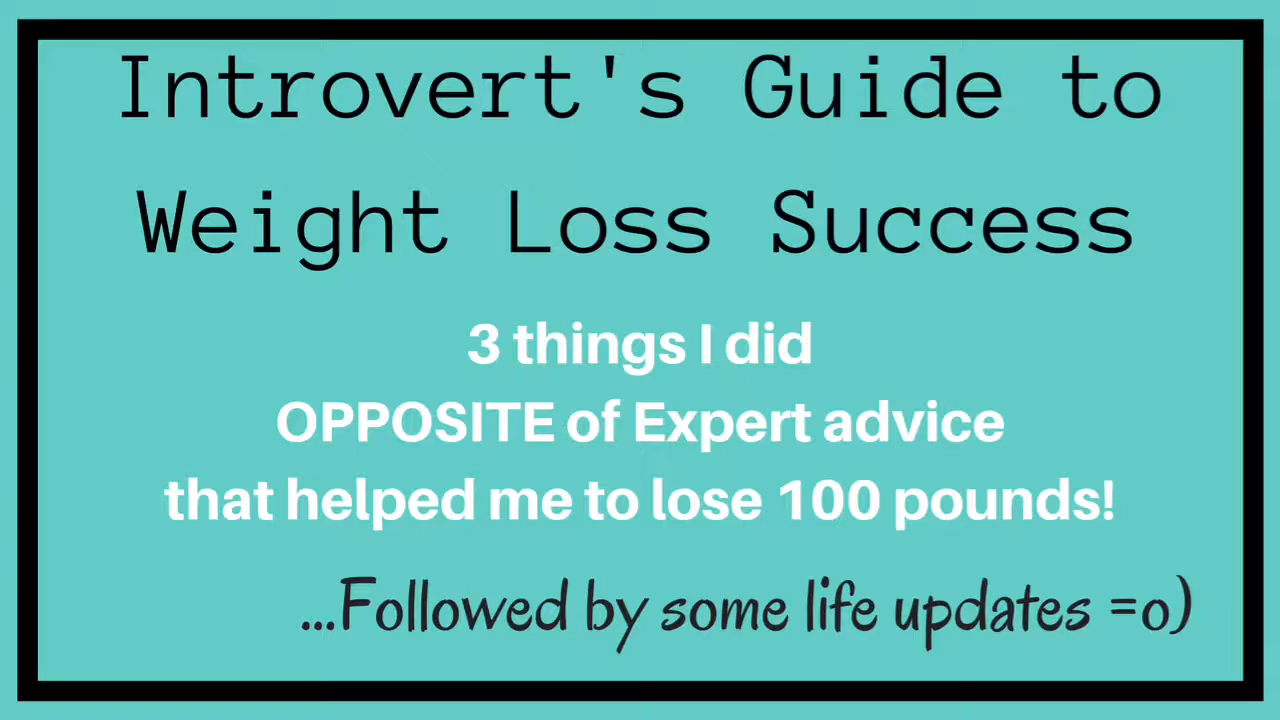 Introvert's Guide to
Weight Loss Success
3 things I did
OPPOSITE of Expert advice
that helped me to lose 100 pounds!
...Followed by some life updates =o)